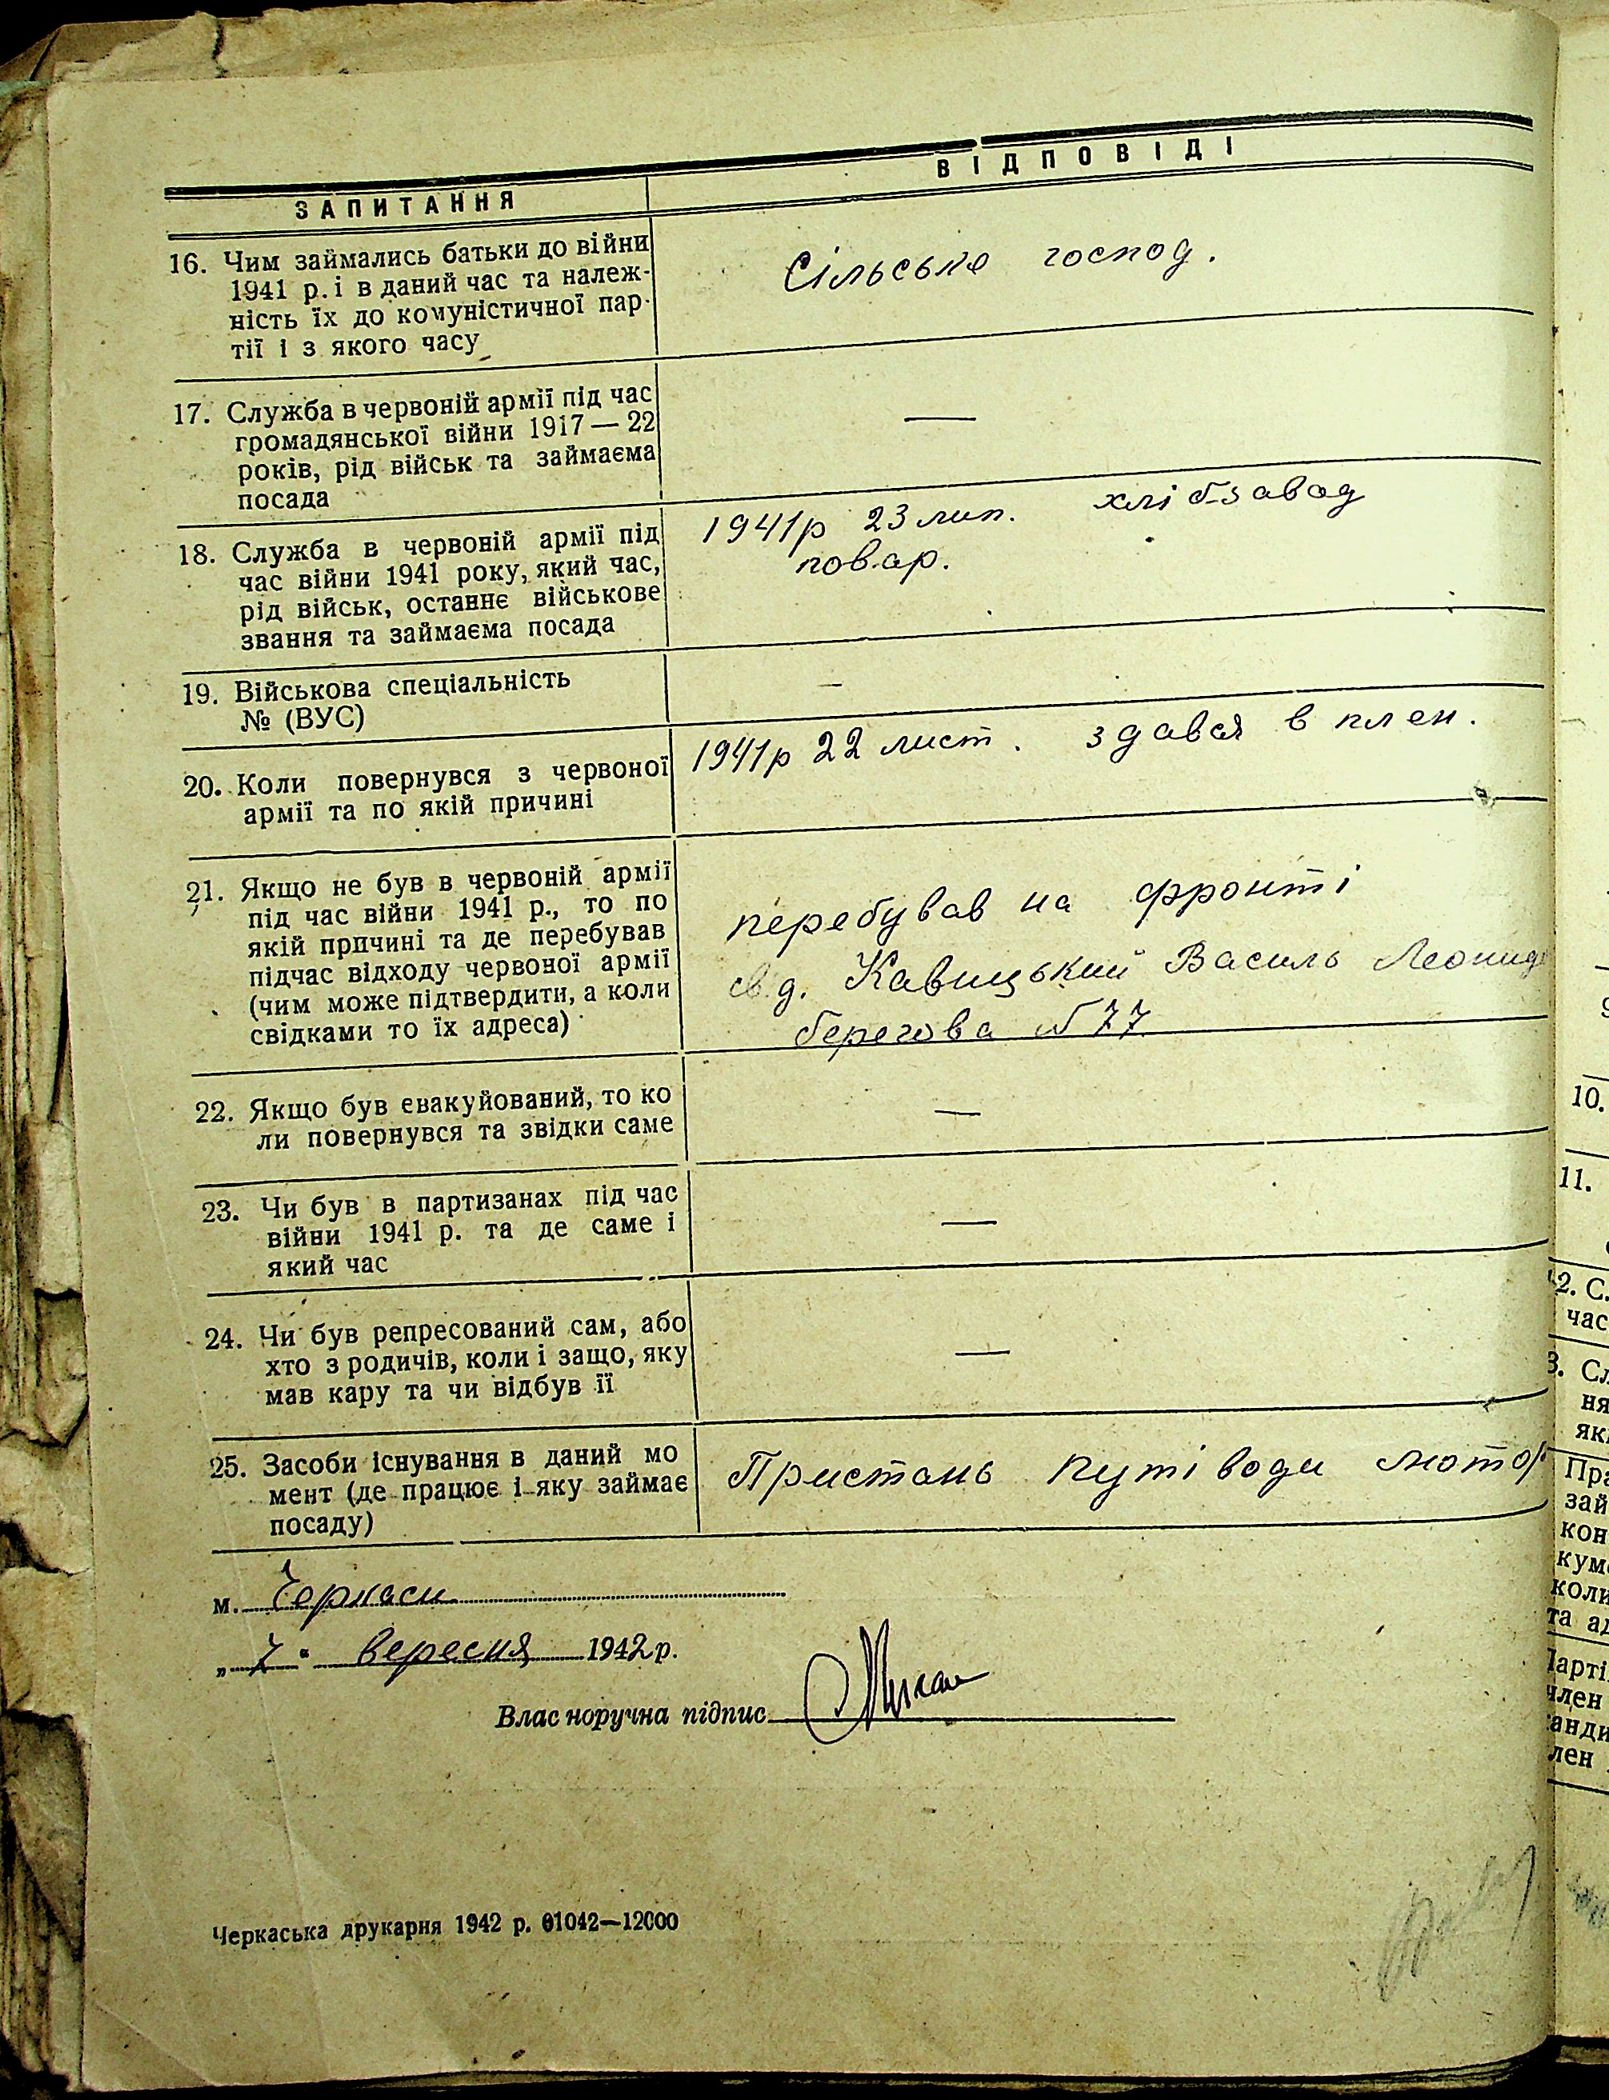 ЗАПИТАННЯ
ВІДПОВІДІ
16. Чим займались батьки до війни
1941 р. і в даний час та належ-
ність їх до комуністичної пар-
тії і з якого часу
Сільське господ.
17. Служба в червоній армії під час
громадянської війни 1917—22
років, рід військ та займаєма
посада
—
18. Служба в червоній армії під
час війни 1941 року, який час,
рід військ, останнє військове
звання та займаєма посада
1941р 23 лип. хлібзавод
повар.
19. Військова спеціальність
№ (ВУС)
—
20. Коли повернувся з червоної
армії та по якій причині
1941р 22 лист. здався в плен.
21. Якщо не був в червоній армії
під час війни 1941 р., то по
якій причині та де перебував
підчас відходу червоної армії
(чим може підтвердити, а коли
свідками то їх адреса)
перебував на фронті
св.д. Кавицький Василь Леонид
берегова №77
22. Якщо був евакуйований, то ко
ли повернувся та звідки саме
—
23. Чи був в партизанах під час
війни 1941 р. та де саме і
який час
—
24. Чи був репресований сам, або
хто з родичів, коли і защо, яку
мав кару та чи відбув її
—
25. Засоби існування в даний мо
мент (де працює і яку займає
посаду)
Пристань Путі води мотор
м. Черкаси
„7" вересня 1942 р.
Власноручна підпис
Черкаська друкарня 1942 р. 01042—12000
10.
11.